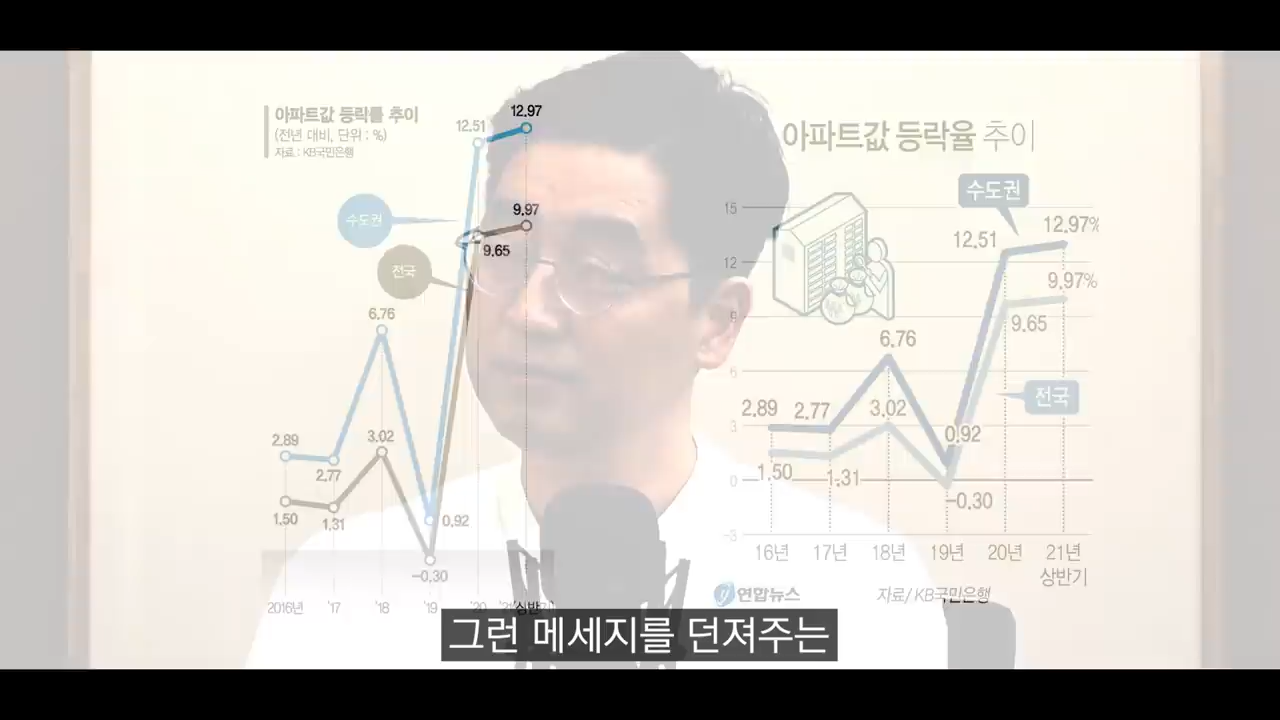 아파트값 등락률 추이
(전년 대비, 단위 : %)
자료 : KB국민은행
12.51
12.97
수도권
9.97
9.65
전국
6.76
2.89
2.77
3.02
1.50
1.31
0.92
−0.30
2016년 '17 '18 '19 '20
아파트값 등락율 추이
수도권
15
12.51
12.97%
12
9.97%
9
9.65
6.76
6
전국
2.89
2.77
3.02
3
0.92
1.50
1.31
0
−0.30
−3
16년 17년 18년 19년 20년 21년
상반기
연합뉴스
자료/ KB국민은행
그런 메세지를 던져주는